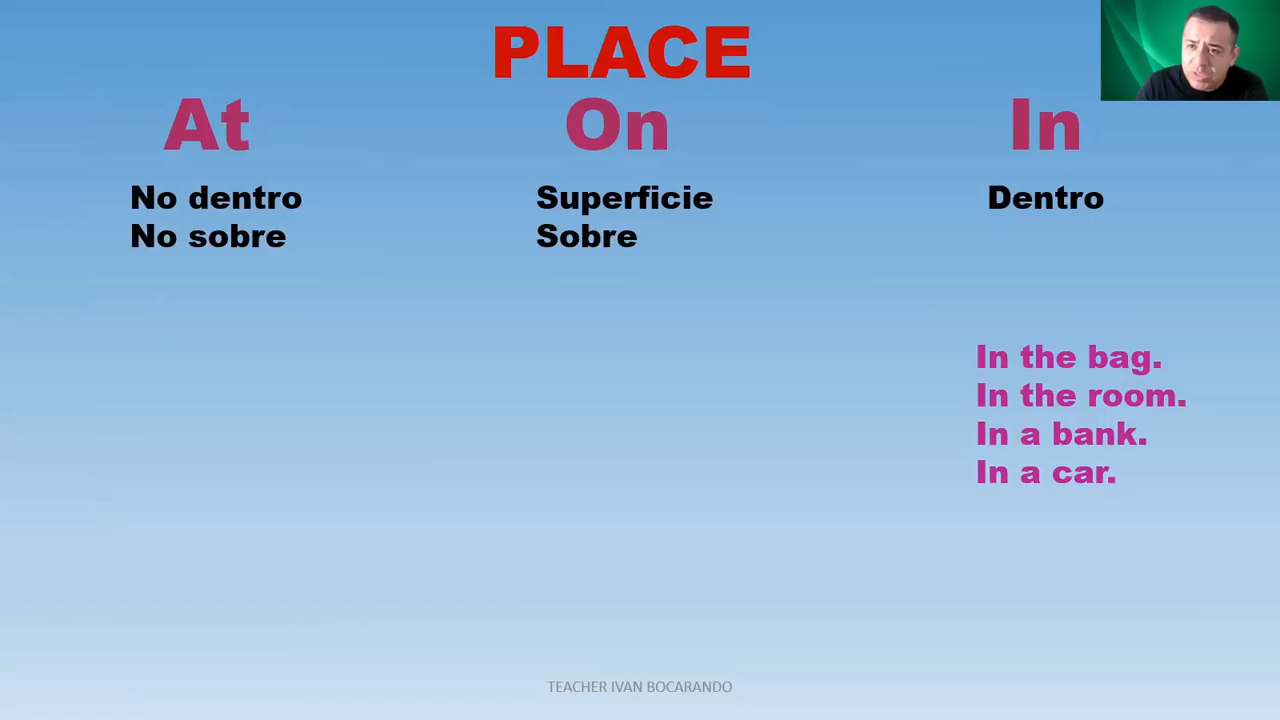 PLACE
At
On
In
No dentro
No sobre
Superficie
Sobre
Dentro
In the bag.
In the room.
In a bank.
In a car.
TEACHER IVAN BOCARANDO